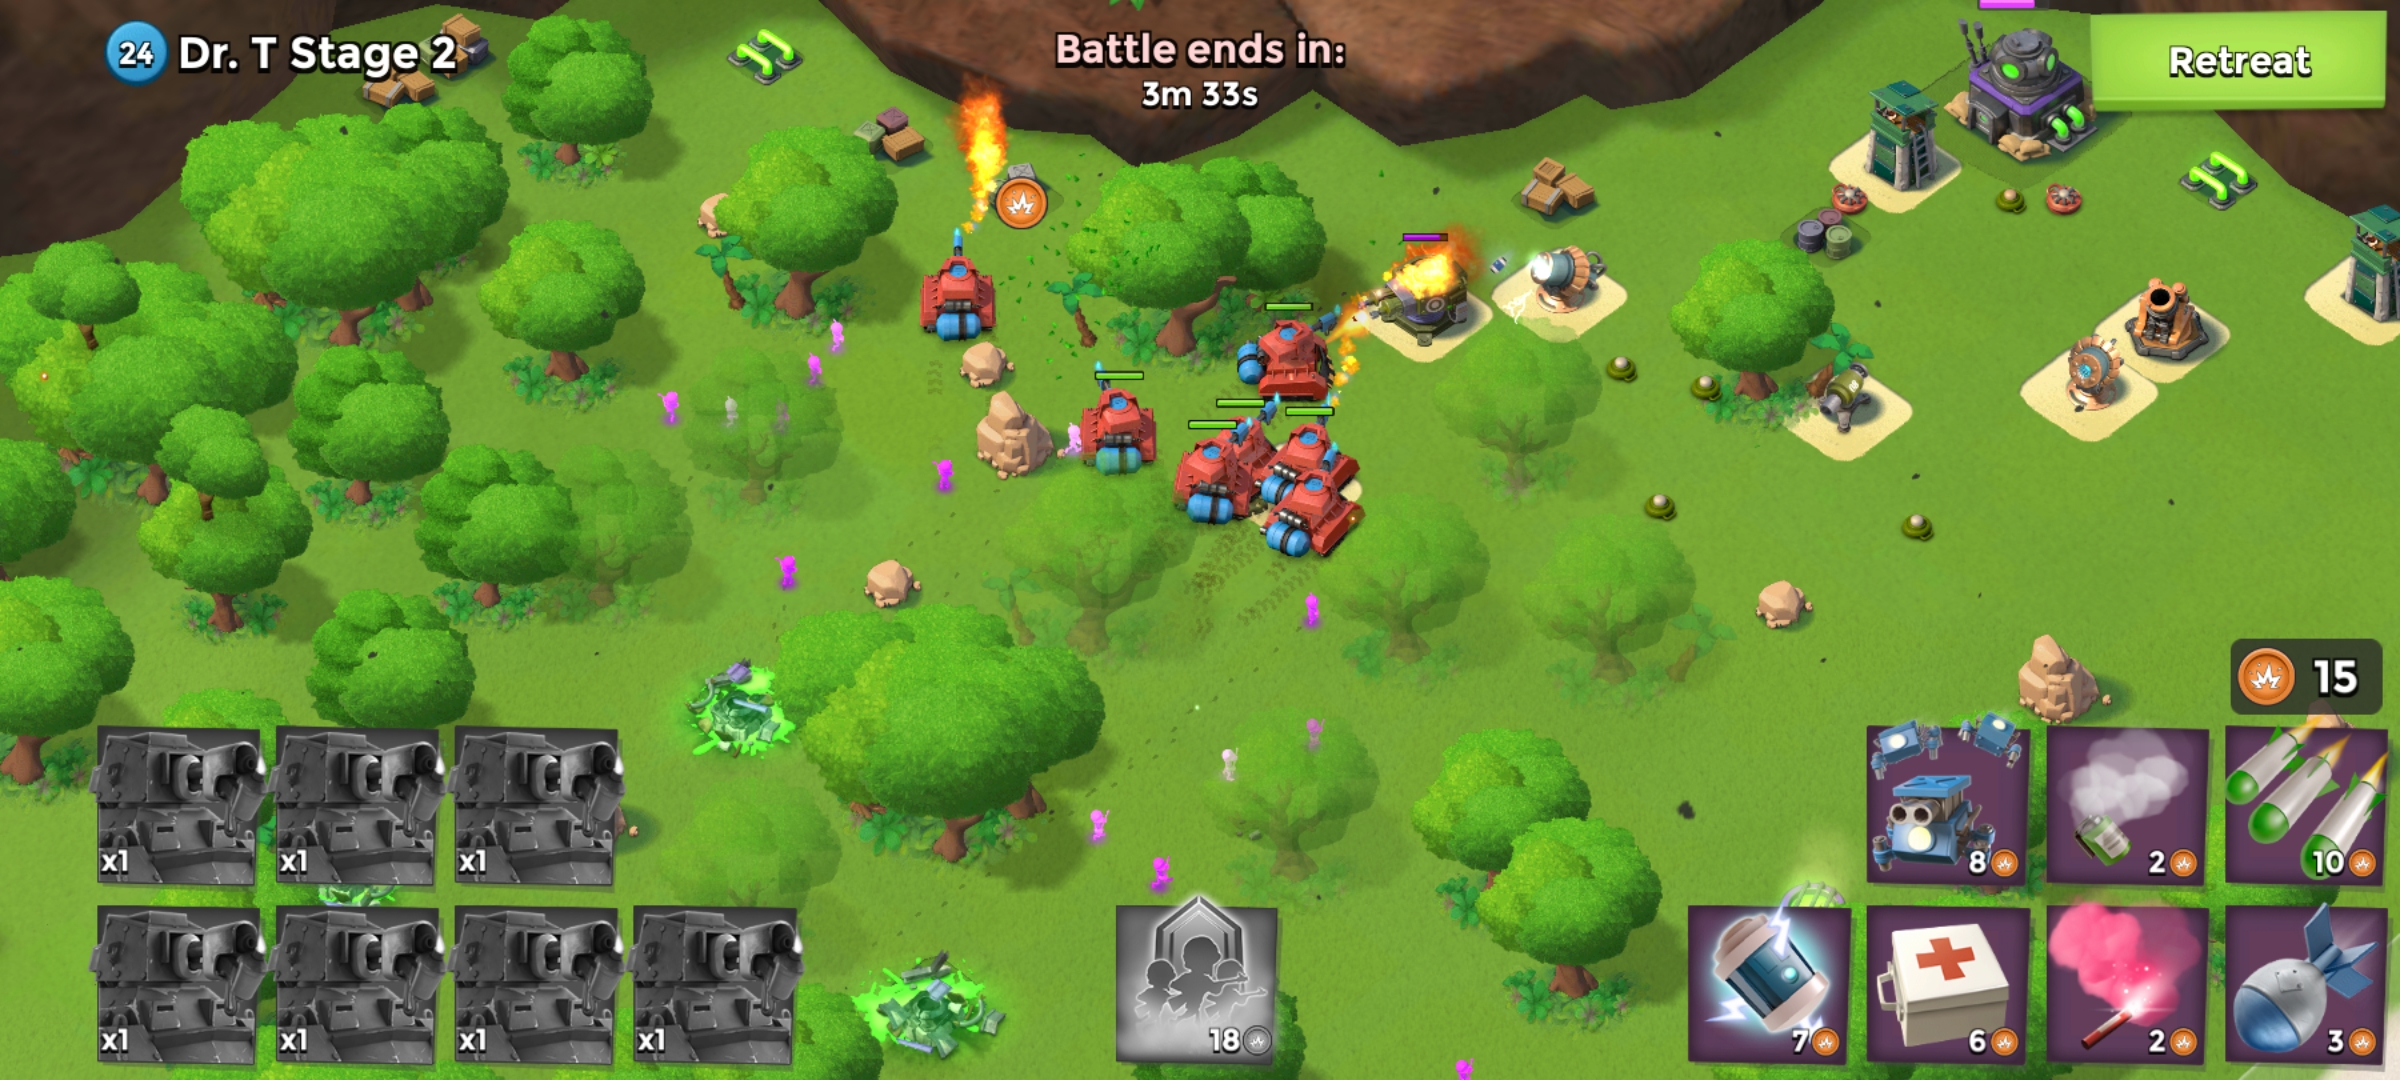 24 Dr. T Stage 2
Battle ends in:
3m 33s
Retreat
15
x1 x1 x1
8 2 10
x1 x1 x1 x1
18
7 6 2 3